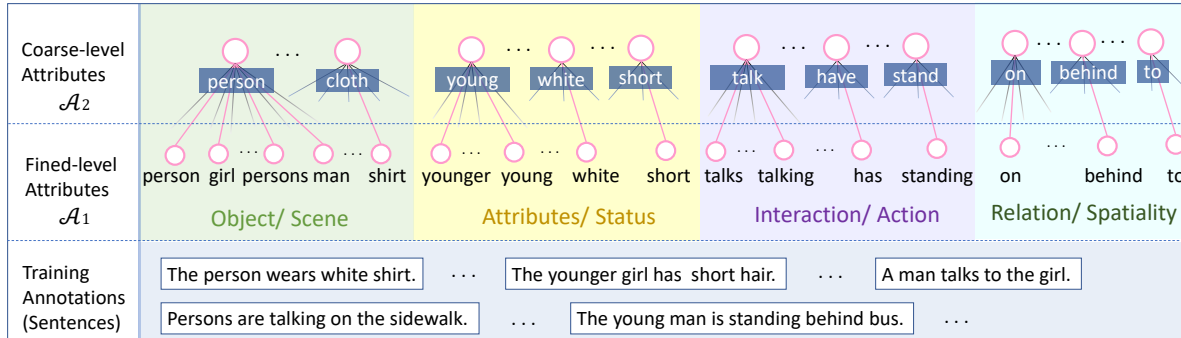 Coarse-level
Attributes
𝒜₂
person ... cloth
young ... white ... short
talk ... have ... stand
on ... behind ... to
Fined-level
Attributes
𝒜₁
person girl ... persons man ... shirt
younger ... young ... white ... short
talks ... talking ... has ... standing
on ... behind ... to
Object/ Scene
Attributes/ Status
Interaction/ Action
Relation/ Spatiality
Training
Annotations
(Sentences)
The person wears white shirt. ... The younger girl has short hair. ... A man talks to the girl.
Persons are talking on the sidewalk. ... The young man is standing behind bus. ...